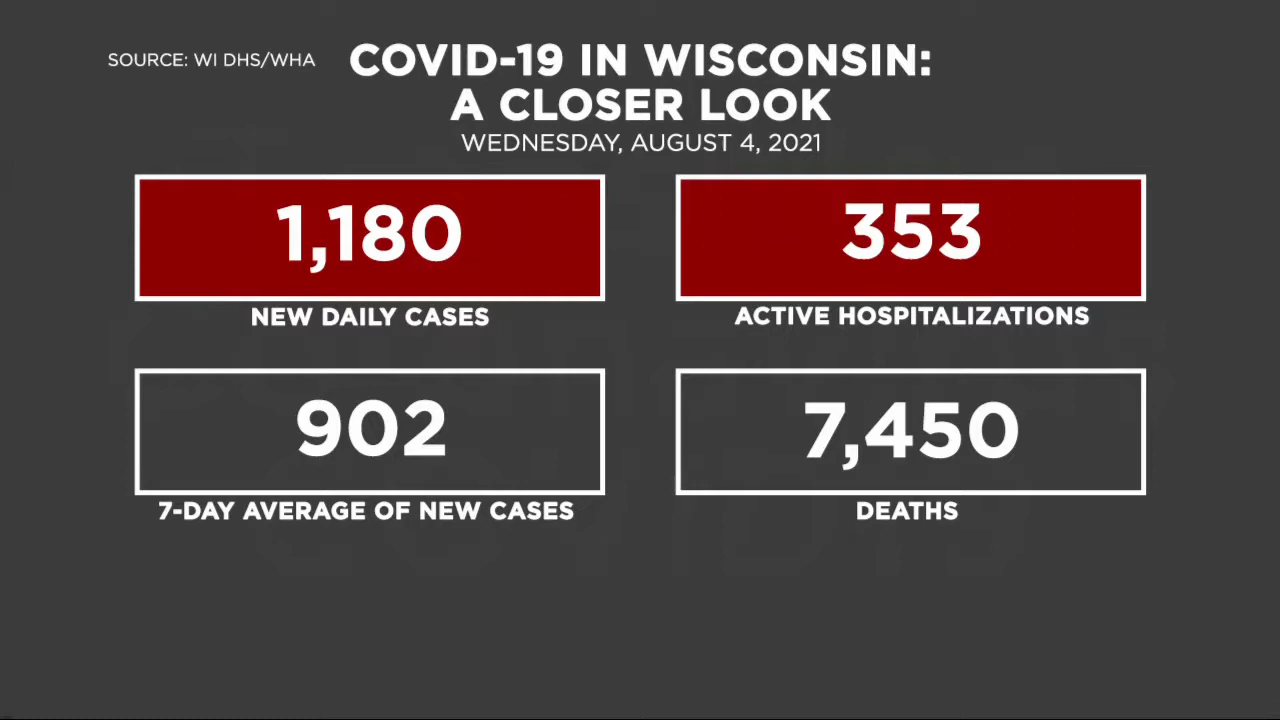 SOURCE: WI DHS/WHA
COVID-19 IN WISCONSIN:
A CLOSER LOOK
WEDNESDAY, AUGUST 4, 2021
1,180
NEW DAILY CASES
353
ACTIVE HOSPITALIZATIONS
902
7-DAY AVERAGE OF NEW CASES
7,450
DEATHS